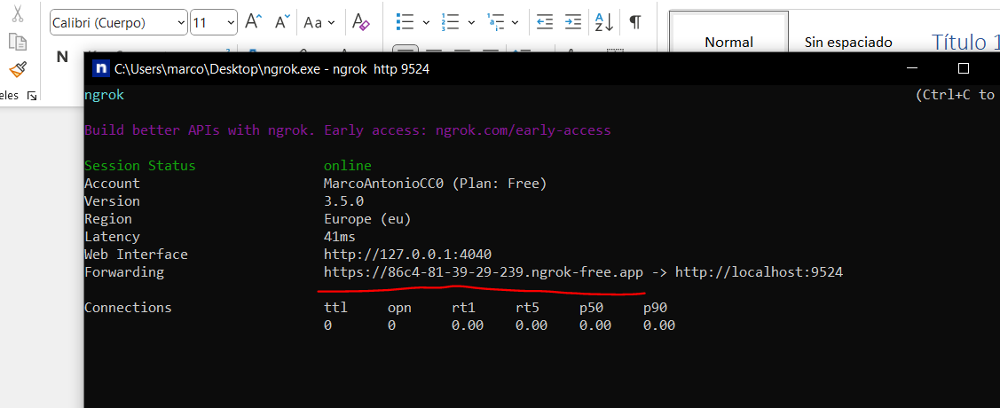 Calibri (Cuerpo) 11 Aa
Normal Sin espaciado Título 1
N
eles
C:\Users\marco\Desktop\ngrok.exe - ngrok http 9524
ngrok (Ctrl+C to
Build better APIs with ngrok. Early access: ngrok.com/early-access
Session Status online
Account MarcoAntonioCC0 (Plan: Free)
Version 3.5.0
Region Europe (eu)
Latency 41ms
Web Interface http://127.0.0.1:4040
Forwarding https://86c4-81-39-29-239.ngrok-free.app -> http://localhost:9524
Connections ttl opn rt1 rt5 p50 p90
0 0 0.00 0.00 0.00 0.00